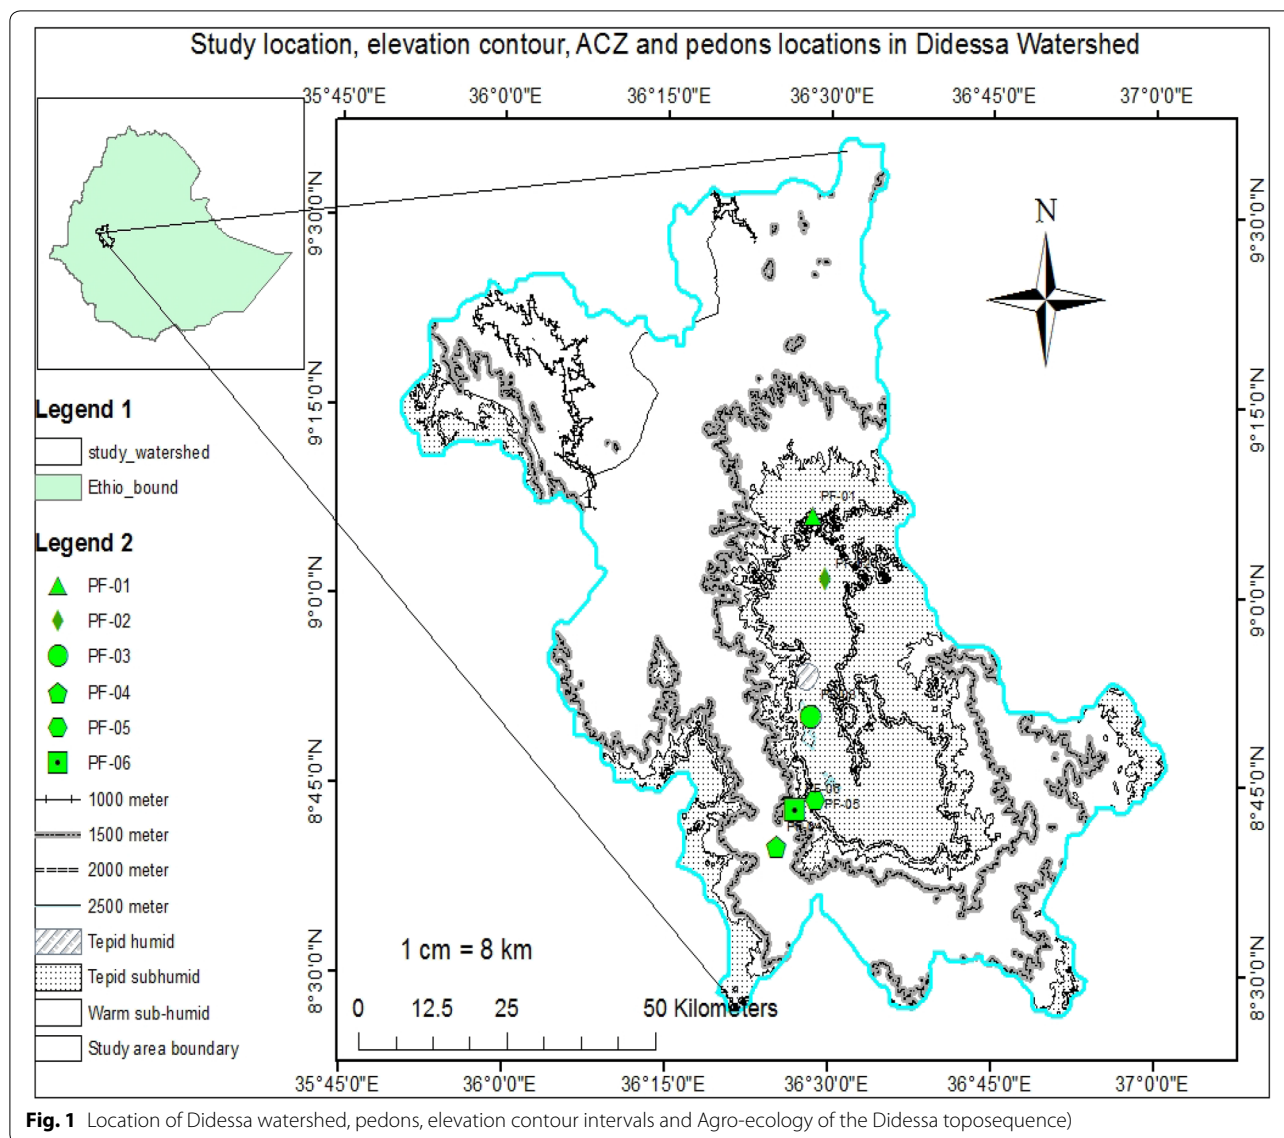 Study location, elevation contour, ACZ and pedons locations in Didessa Watershed
35°45'0"E 36°0'0"E 36°15'0"E 36°30'0"E 36°45'0"E 37°0'0"E
9°30'0"N
9°15'0"N
9°0'0"N
8°45'0"N
8°30'0"N
9°30'0"N
9°15'0"N
9°0'0"N
8°45'0"N
8°30'0"N
N
Legend 1
study_watershed
Ethio_bound
Legend 2
PF-01
PF-02
PF-03
PF-04
PF-05
PF-06
1000 meter
1500 meter
2000 meter
2500 meter
Tepid humid
Tepid subhumid
Warm sub-humid
Study area boundary
PF-01
PF-05
1 cm = 8 km
0 12.5 25 50 Kilometers
35°45'0"E 36°0'0"E 36°15'0"E 36°30'0"E 36°45'0"E 37°0'0"E
Fig. 1 Location of Didessa watershed, pedons, elevation contour intervals and Agro-ecology of the Didessa toposequence)